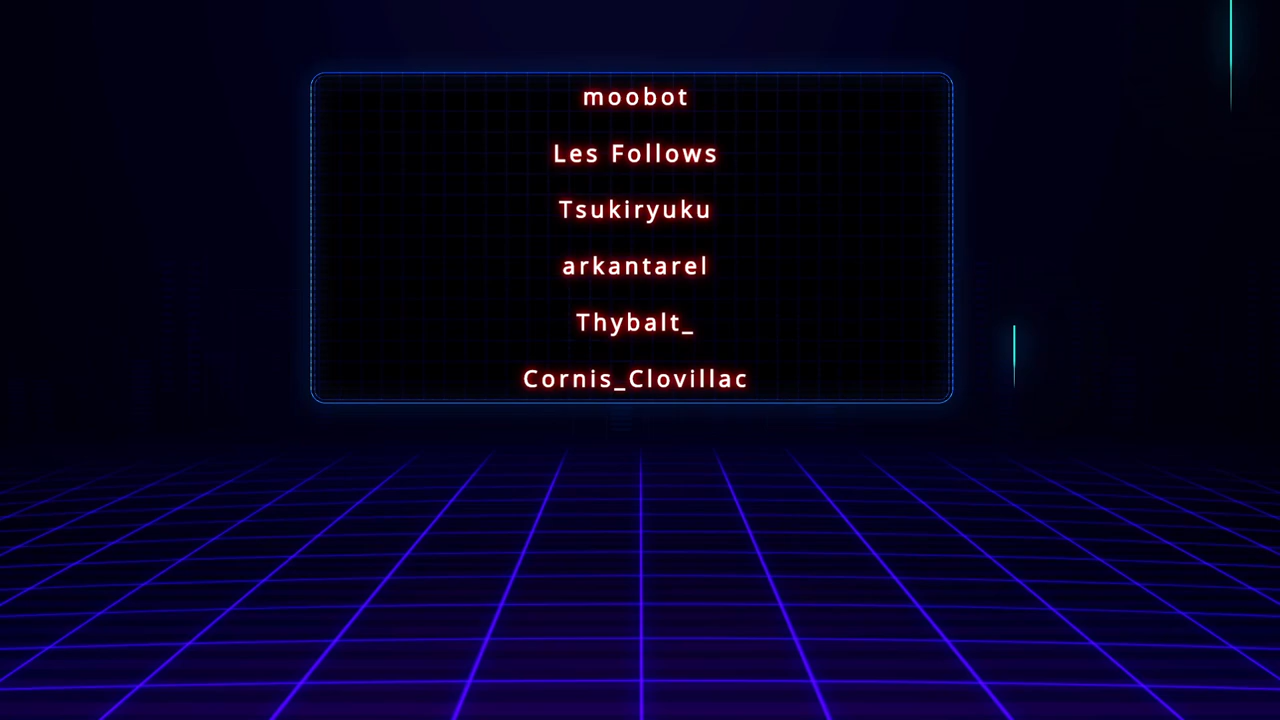 moobot
Les Follows
Tsukiryuku
arkantarel
Thybalt_
Cornis_Clovillac